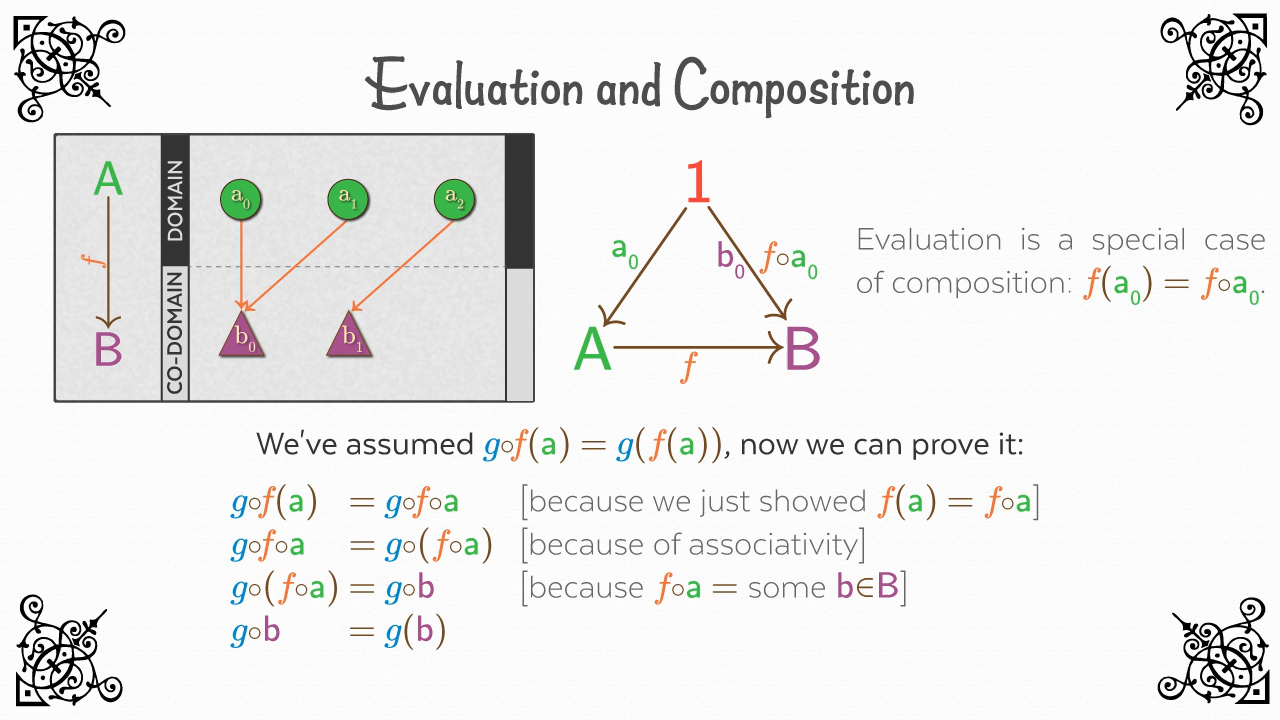 Evaluation and Composition
A
f
B
DOMAIN
CO-DOMAIN
a₀ a₁ a₂
b₀ b₁
1
a₀ b₀ f∘a₀
A B
f
Evaluation is a special case
of composition: f(a₀) = f∘a₀.
We've assumed g∘f(a) = g(f(a)), now we can prove it:
g∘f(a) = g∘f∘a [because we just showed f(a) = f∘a]
g∘f∘a = g∘(f∘a) [because of associativity]
g∘(f∘a) = g∘b [because f∘a = some b∈B]
g∘b = g(b)